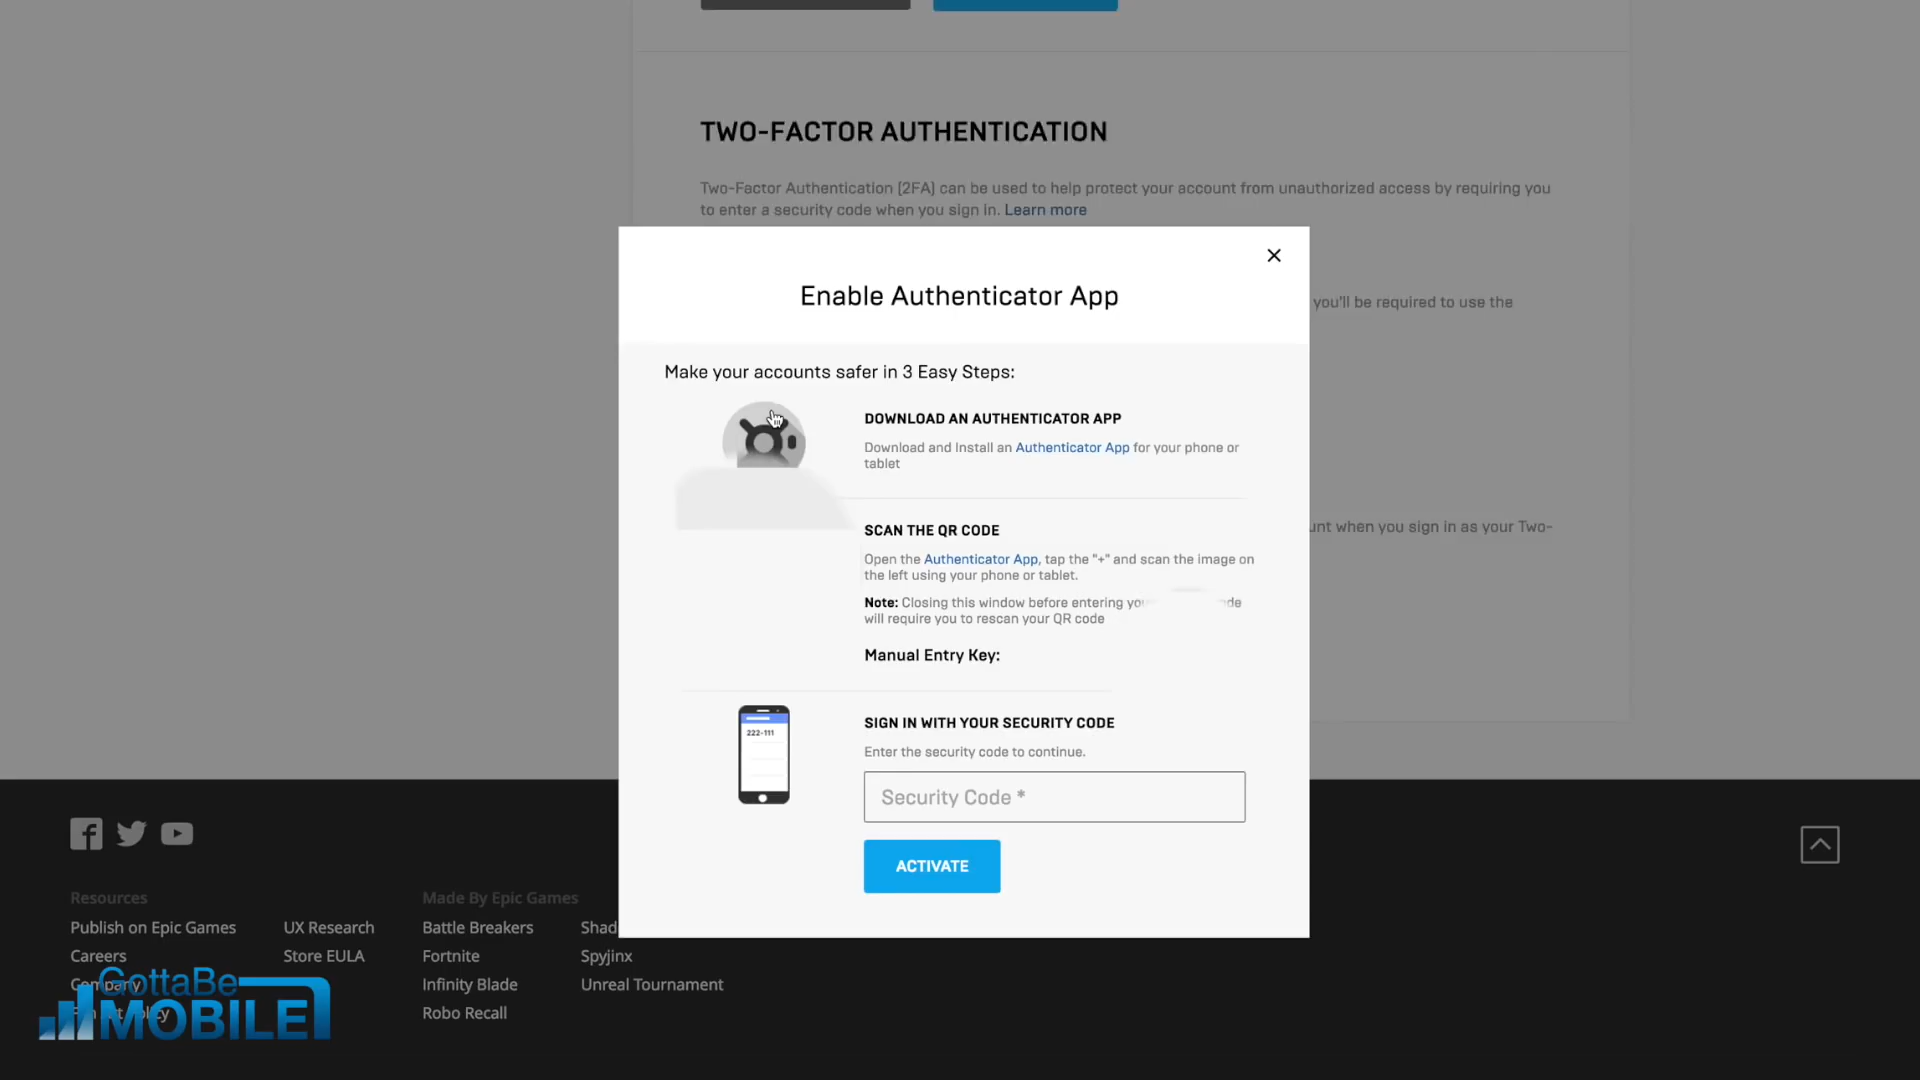 TWO-FACTOR AUTHENTICATION
Two-Factor Authentication (2FA) can be used to help protect your account from unauthorized access by requiring you
to enter a security code when you sign in. Learn more
you'll be required to use the
unt when you sign in as your Two-
Enable Authenticator App
Make your accounts safer in 3 Easy Steps:
DOWNLOAD AN AUTHENTICATOR APP
Download and Install an Authenticator App for your phone or
tablet
SCAN THE QR CODE
Open the Authenticator App, tap the "+" and scan the image on
the left using your phone or tablet.
Note: Closing this window before entering
will require you to rescan your QR code
Manual Entry Key:
222-111
SIGN IN WITH YOUR SECURITY CODE
Enter the security code to continue.
Security Code *
ACTIVATE
Resources
Publish on Epic Games
Careers
Company
UX Research
Store EULA
Made By Epic Games
Battle Breakers
Fortnite
Infinity Blade
Robo Recall
Shad
Spyjinx
Unreal Tournament
GottaBe
MOBILE